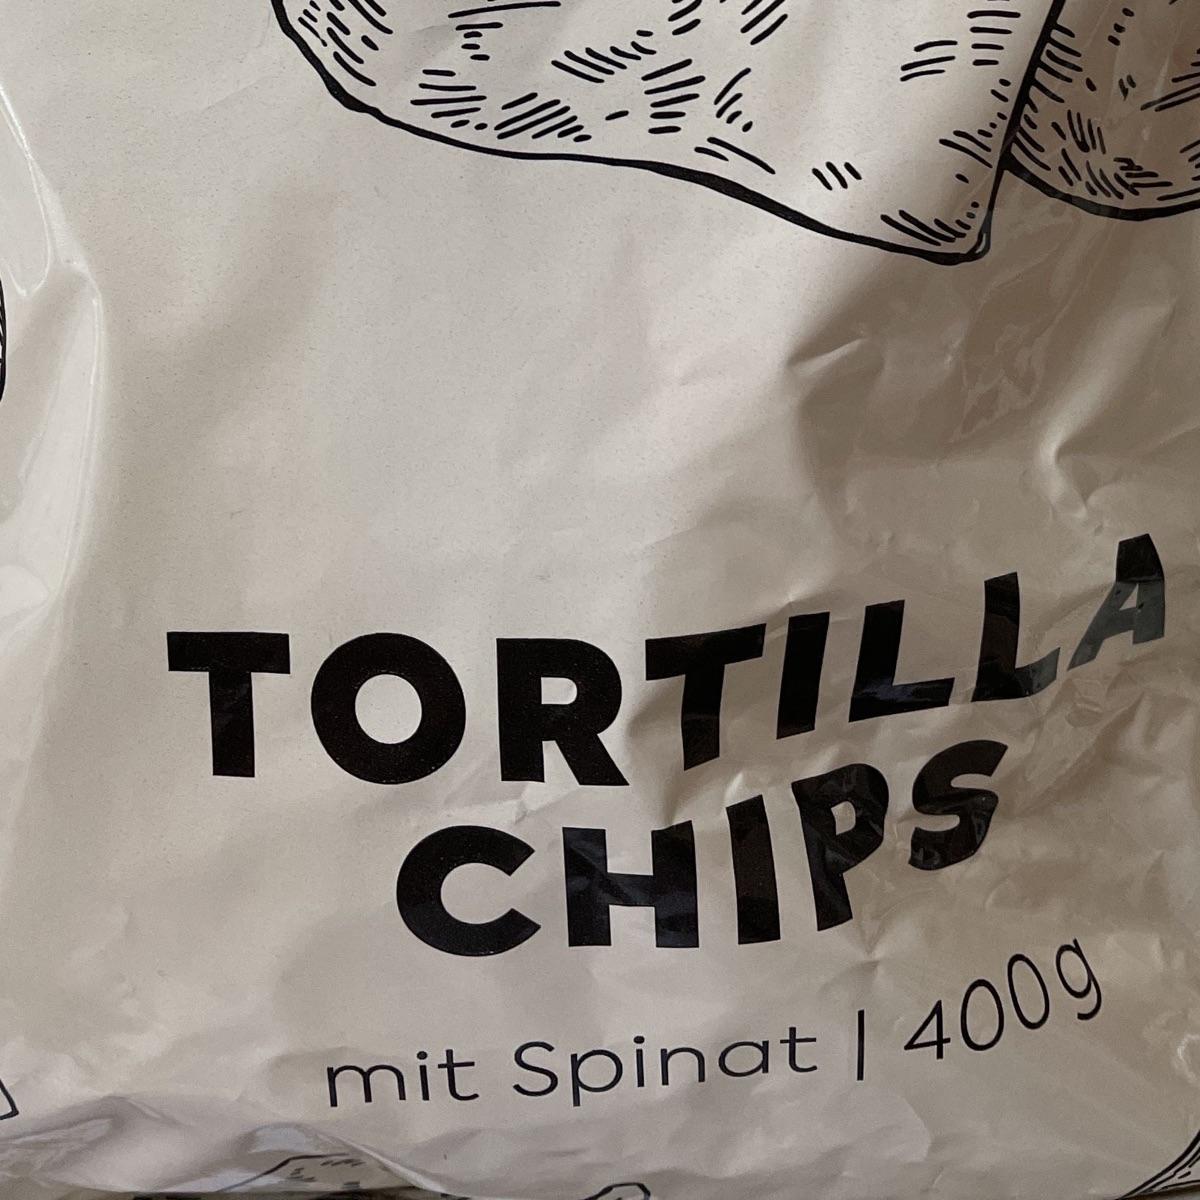 TORTILLA
CHIPS
mit Spinat | 400g